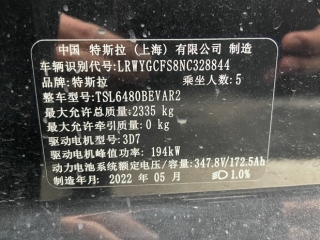 中国 特斯拉（上海）有限公司 制造
车辆识别代号:LRWYGCFS8NC328844
品牌:特斯拉 乘坐人数:5
整车型号:TSL6480BEVAR2
最大允许总质量:2335 kg
最大允许牵引质量:0 kg
驱动电机型号:3D7
驱动电机峰值功率:194kW
动力电池系统额定电压/容量:347.8V/172.5Ah
制造年月:2022 年 05 月 1.0%